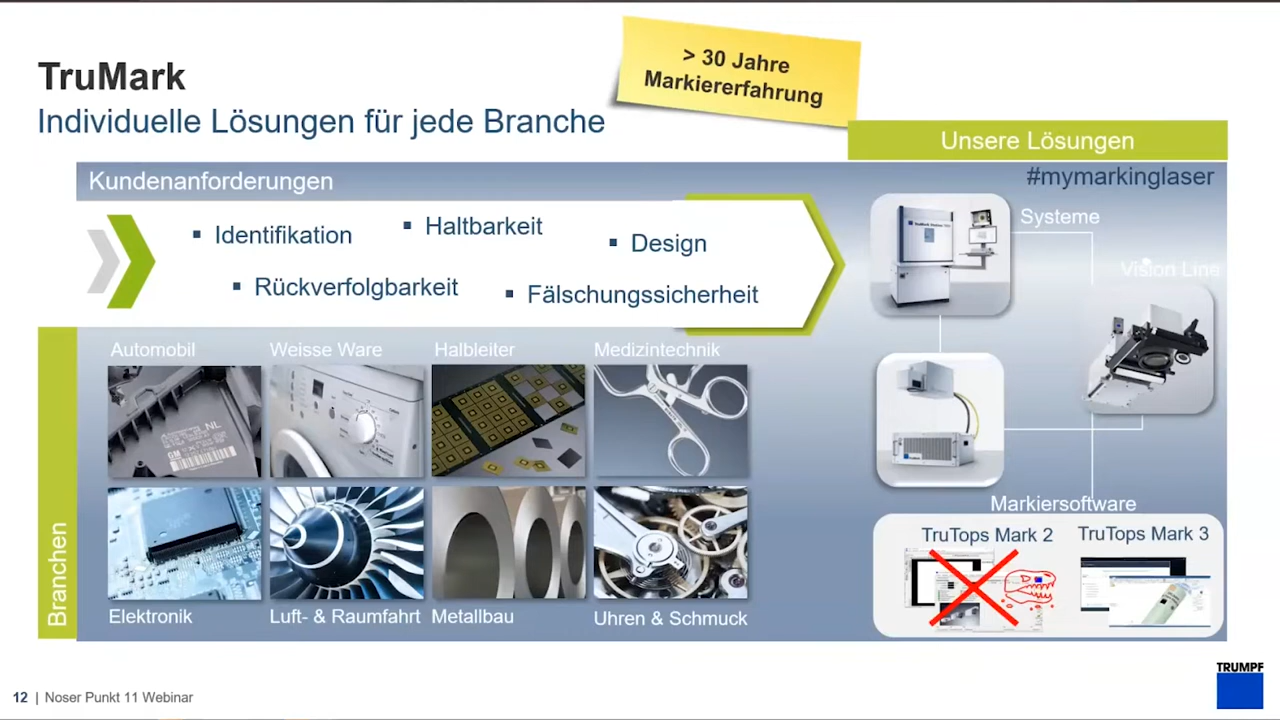 > 30 Jahre
Markiererfahrung
TruMark
Individuelle Lösungen für jede Branche
Unsere Lösungen
Kundenanforderungen
#mymarkinglaser
▪ Identifikation
▪ Haltbarkeit
▪ Design
▪ Rückverfolgbarkeit
▪ Fälschungssicherheit
Systeme
Vision Line
Branchen
Automobil
Weisse Ware
Halbleiter
Medizintechnik
NL
GM
Elektronik
Luft- & Raumfahrt
Metallbau
Uhren & Schmuck
Markiersoftware
TruTops Mark 2
TruTops Mark 3
12 | Noser Punkt 11 Webinar
TRUMPF